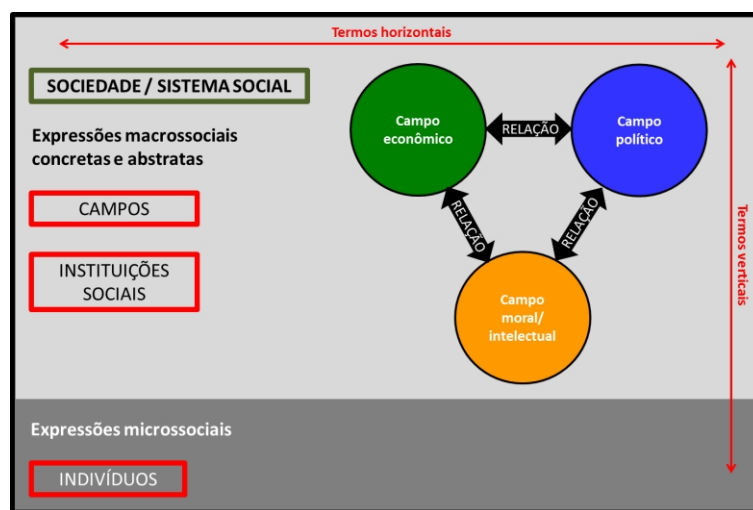 Termos horizontais
SOCIEDADE / SISTEMA SOCIAL
Expressões macrossociais
concretas e abstratas
CAMPOS
INSTITUIÇÕES
SOCIAIS
Campo
econômico
RELAÇÃO
Campo
político
RELAÇÃO
RELAÇÃO
Campo
moral/
intelectual
Termos verticais
Expressões microssociais
INDIVÍDUOS